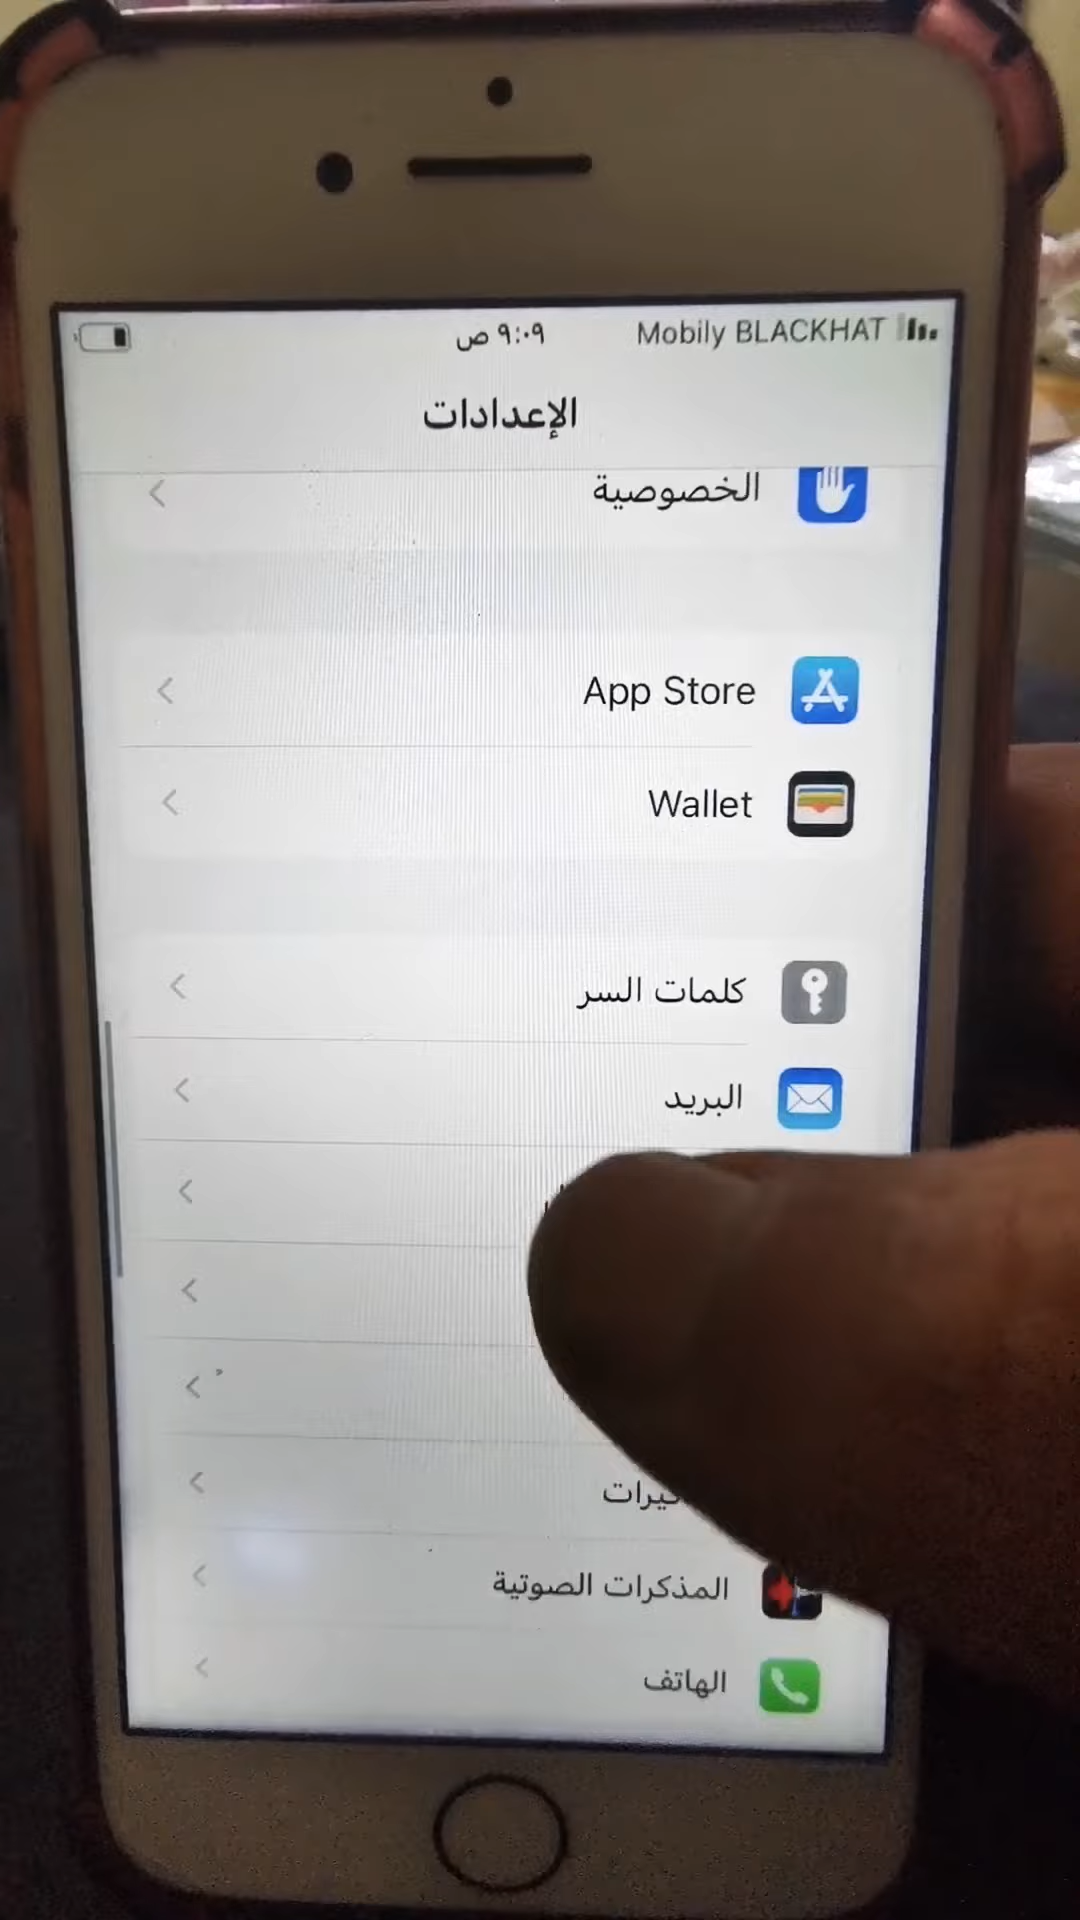 Mobily BLACKHAT ٩:٠٩ ص
الإعدادات
الخصوصية
App Store
Wallet
كلمات السر
البريد
المذكرات الصوتية
الهاتف